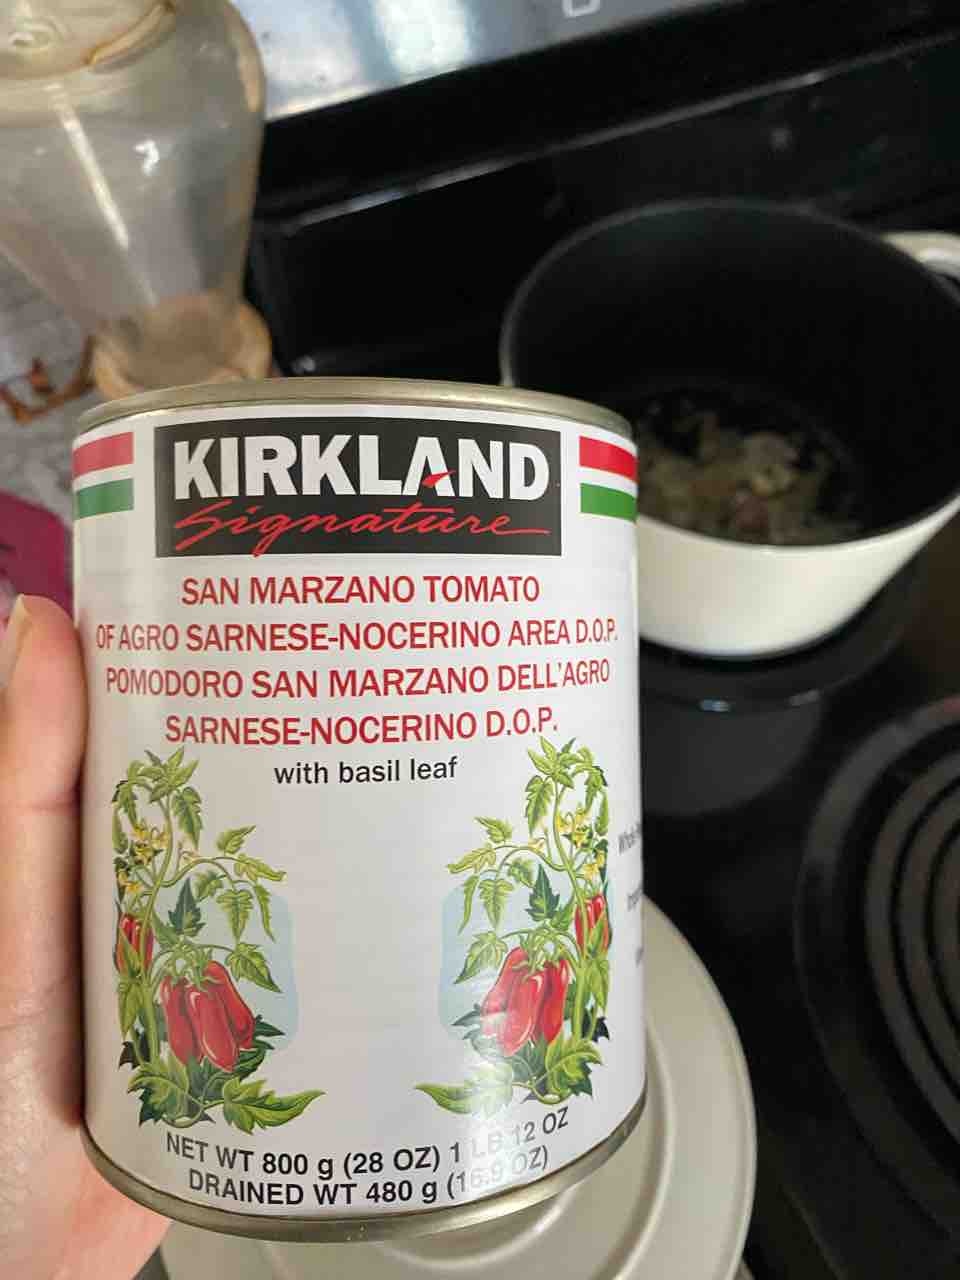 KIRKLAND
Signature
SAN MARZANO TOMATO
OF AGRO SARNESE-NOCERINO AREA D.O.P.
POMODORO SAN MARZANO DELL'AGRO
SARNESE-NOCERINO D.O.P.
with basil leaf
NET WT 800 g (28 OZ) 1 LB 12 OZ
DRAINED WT 480 g (16.9 OZ)